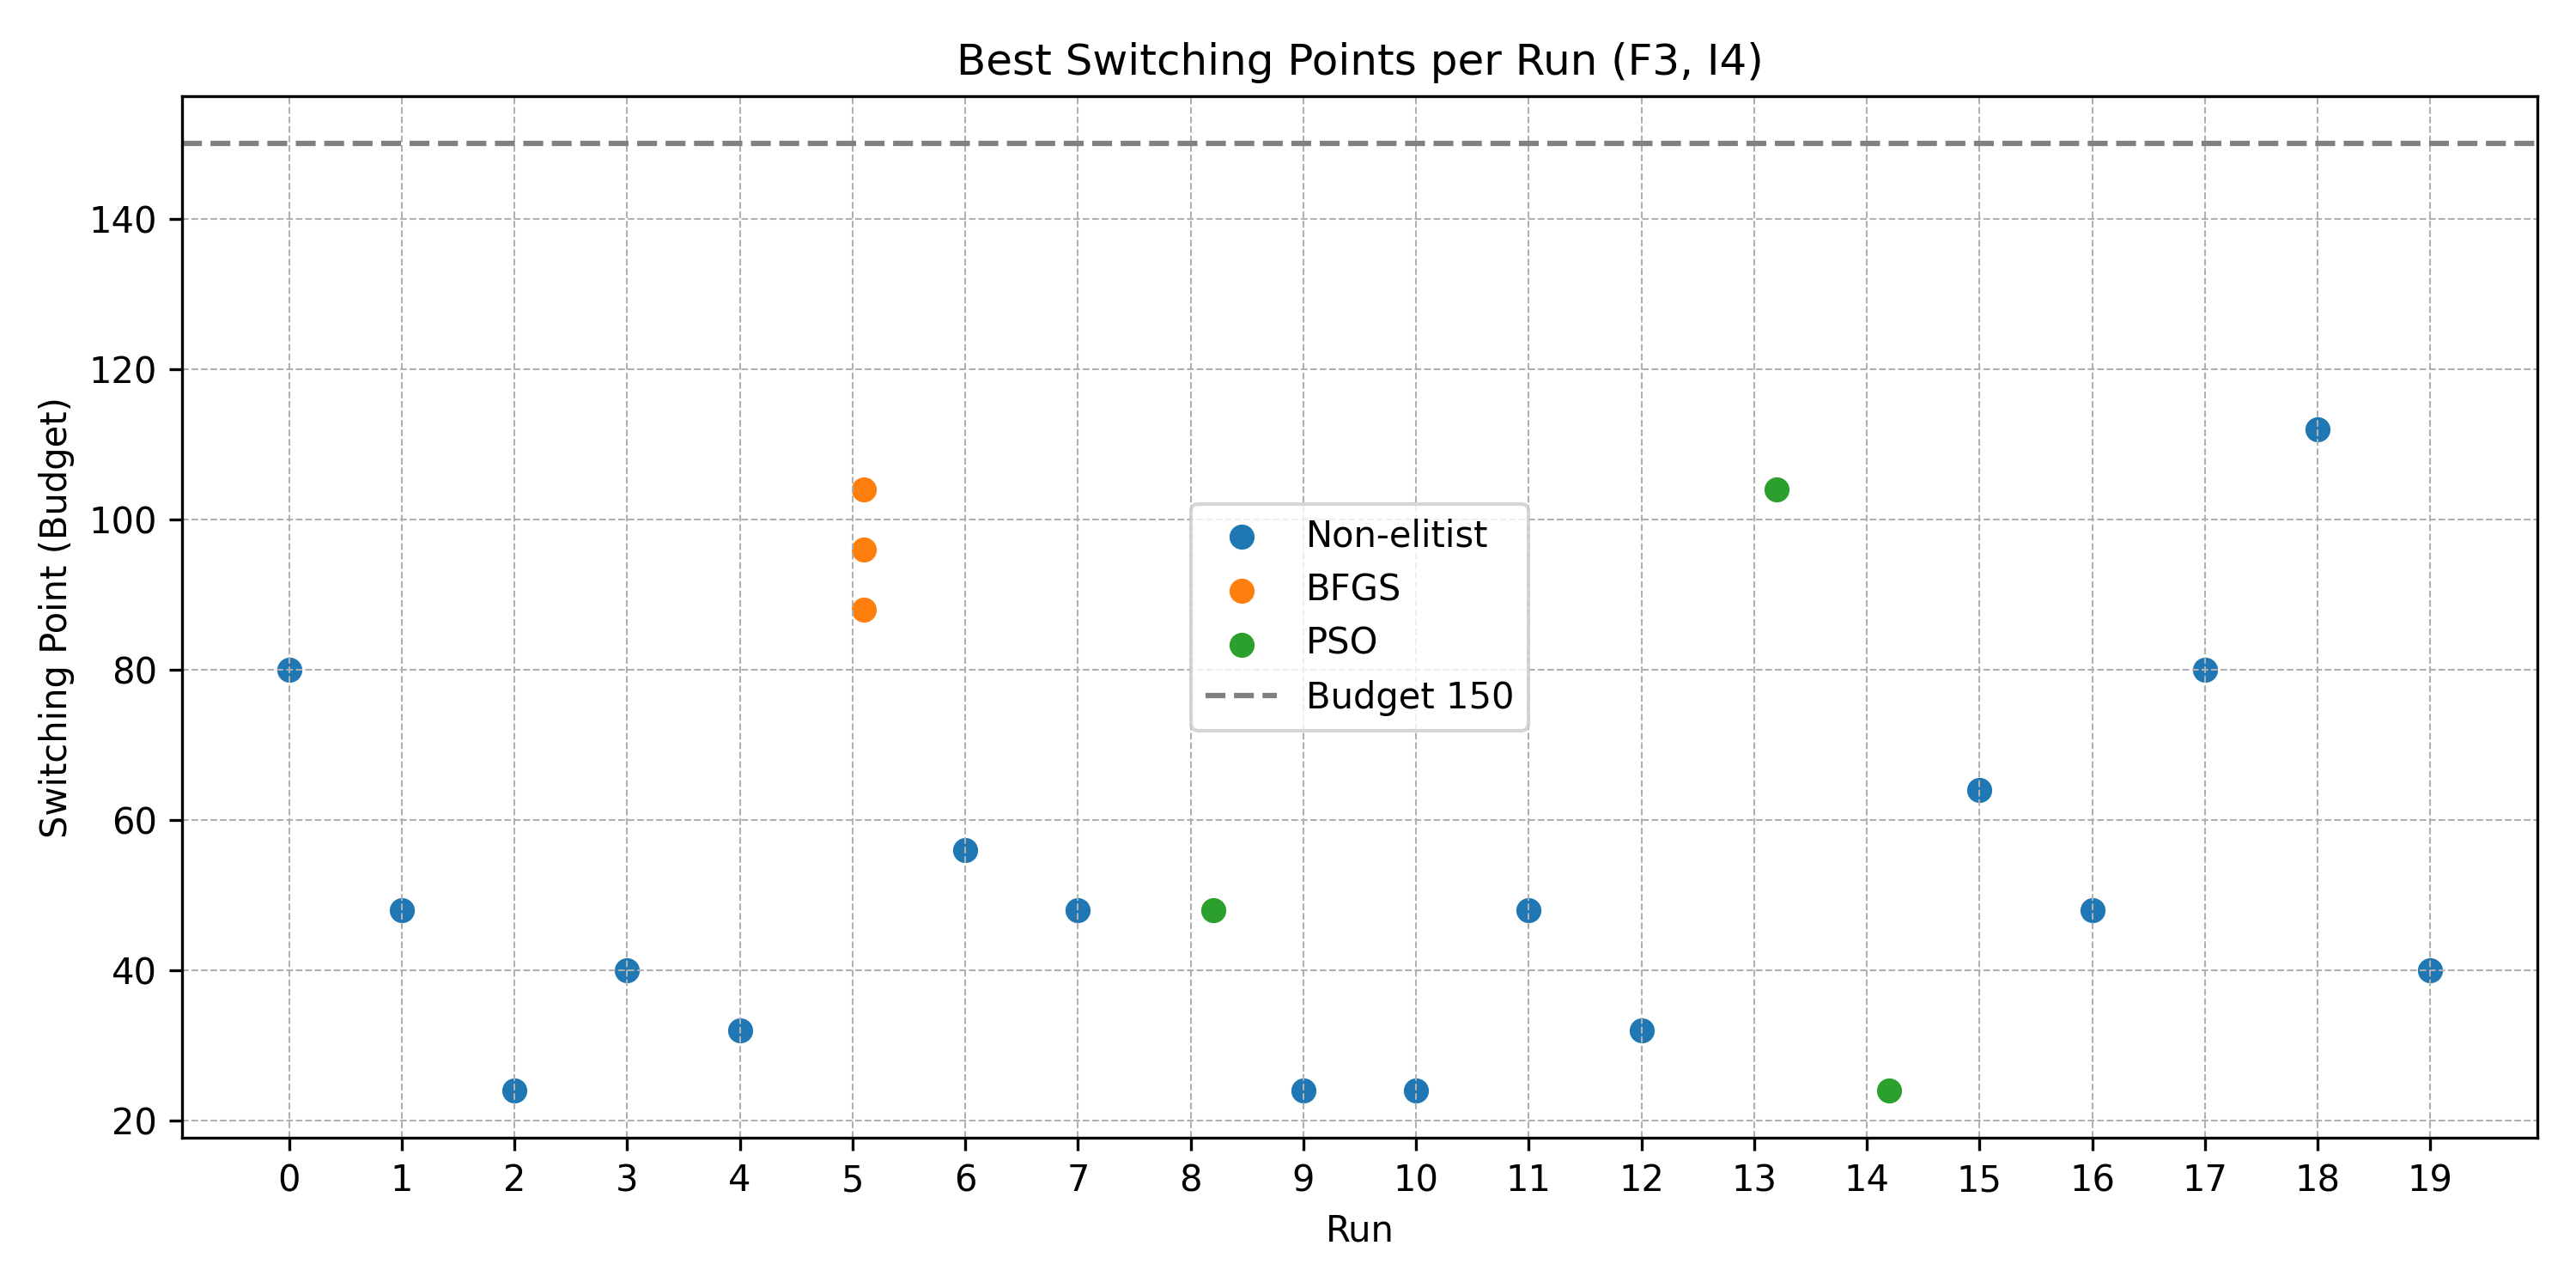 Best Switching Points per Run (F3, I4)
Switching Point (Budget)
140
120
100
80
60
40
20
Non-elitist
BFGS
PSO
Budget 150
0 1 2 3 4 5 6 7 8 9 10 11 12 13 14 15 16 17 18 19
Run